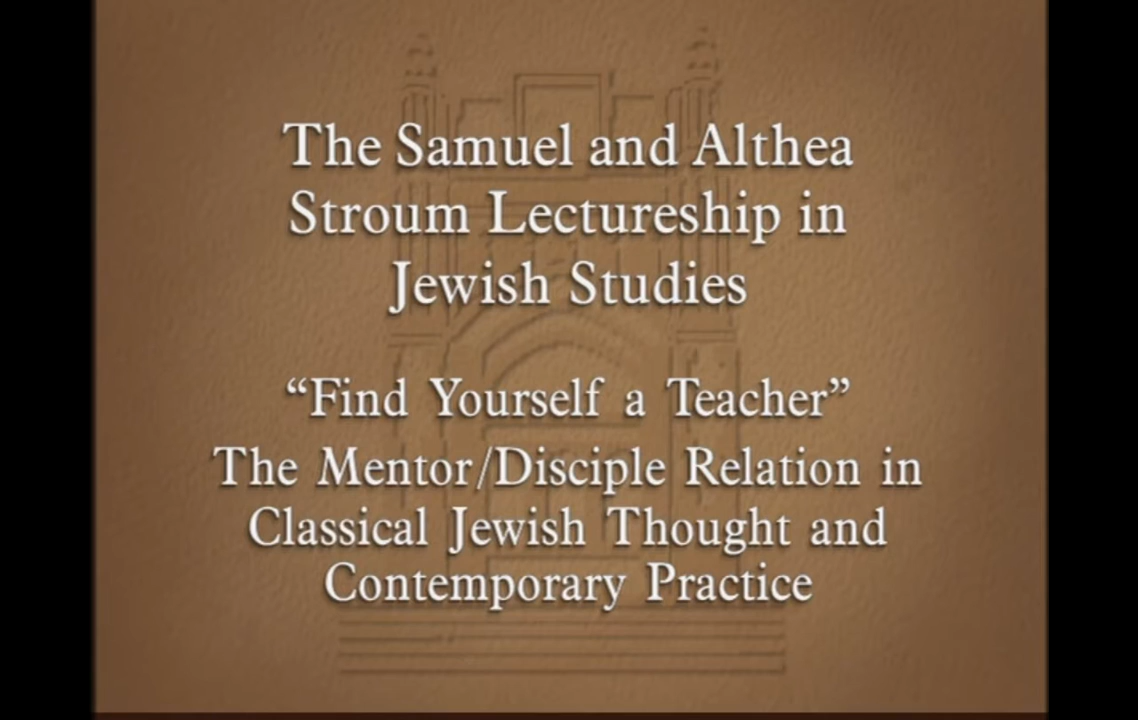 The Samuel and Althea
Stroum Lectureship in
Jewish Studies
“Find Yourself a Teacher”
The Mentor/Disciple Relation in
Classical Jewish Thought and
Contemporary Practice